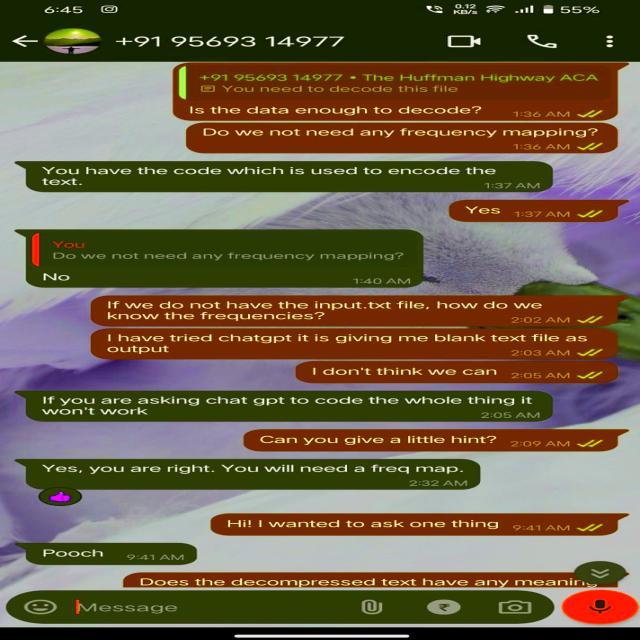 6:45
0.12 KB/s
55%
+91 95693 14977
+91 95693 14977 • The Huffman Highway ACA
You need to decode this file
Is the data enough to decode? 1:36 AM
Do we not need any frequency mapping?
1:36 AM
You have the code which is used to encode the
text. 1:37 AM
Yes 1:37 AM
You
Do we not need any frequency mapping?
No 1:40 AM
If we do not have the input.txt file, how do we
know the frequencies? 2:02 AM
I have tried chatgpt it is giving me blank text file as
output 2:03 AM
I don't think we can 2:05 AM
If you are asking chat gpt to code the whole thing it
won't work 2:05 AM
Can you give a little hint? 2:09 AM
Yes, you are right. You will need a freq map.
2:32 AM
Hi! I wanted to ask one thing 9:41 AM
Pooch 9:41 AM
Does the decompressed text have any meaning
Message